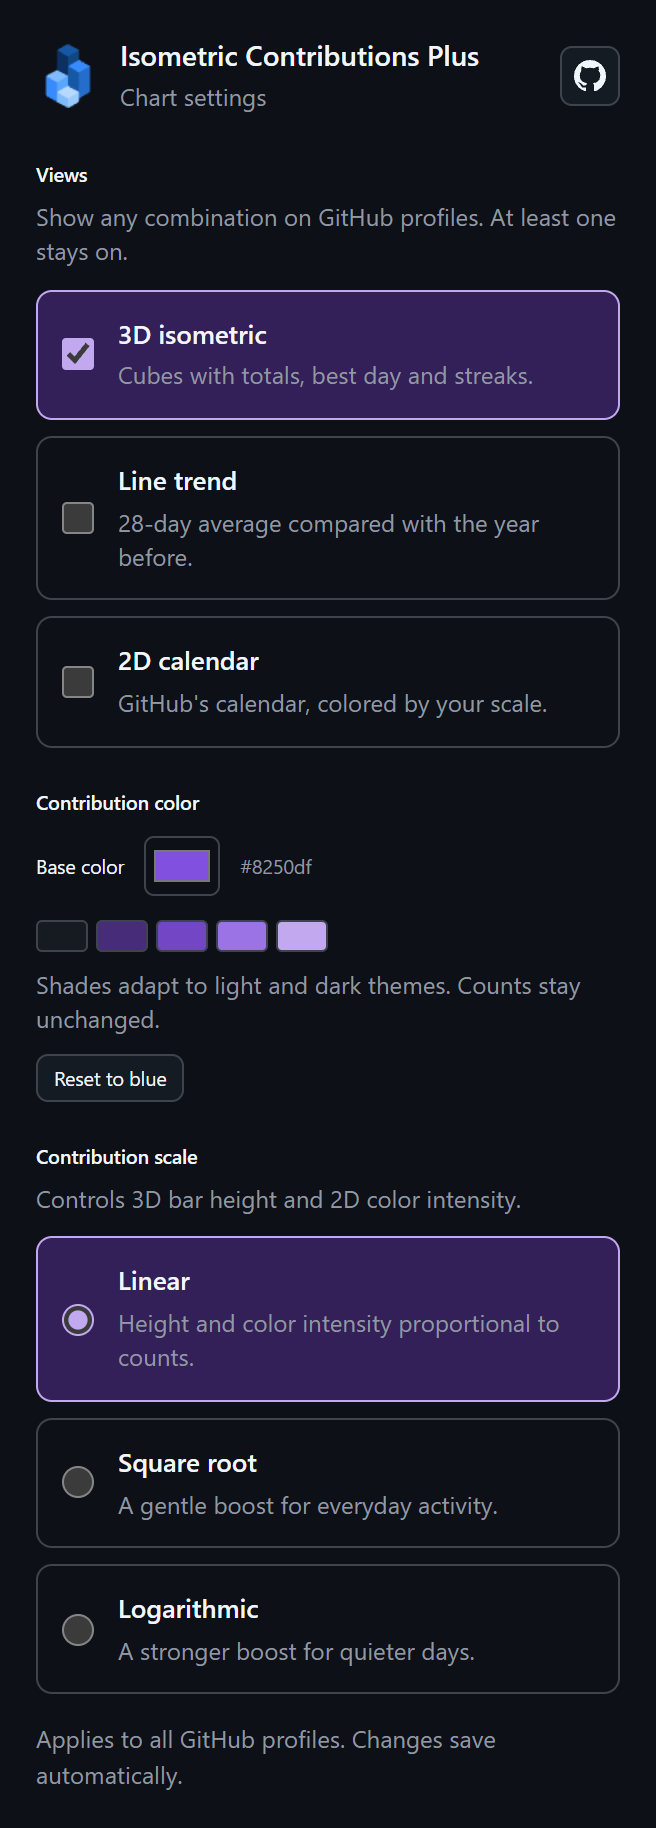 Isometric Contributions Plus
Chart settings
Views
Show any combination on GitHub profiles. At least one
stays on.
3D isometric
Cubes with totals, best day and streaks.
Line trend
28-day average compared with the year
before.
2D calendar
GitHub's calendar, colored by your scale.
Contribution color
Base color #8250df
Shades adapt to light and dark themes. Counts stay
unchanged.
Reset to blue
Contribution scale
Controls 3D bar height and 2D color intensity.
Linear
Height and color intensity proportional to
counts.
Square root
A gentle boost for everyday activity.
Logarithmic
A stronger boost for quieter days.
Applies to all GitHub profiles. Changes save
automatically.